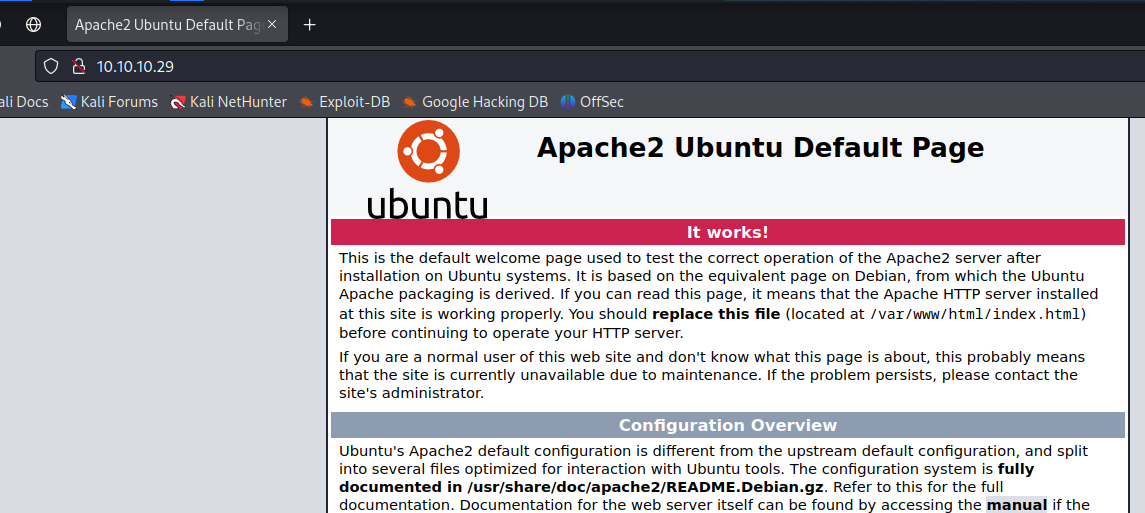 Apache2 Ubuntu Default Pag
10.10.10.29
ali Docs Kali Forums Kali NetHunter Exploit-DB Google Hacking DB OffSec
ubuntu
Apache2 Ubuntu Default Page
It works!
This is the default welcome page used to test the correct operation of the Apache2 server after
installation on Ubuntu systems. It is based on the equivalent page on Debian, from which the Ubuntu
Apache packaging is derived. If you can read this page, it means that the Apache HTTP server installed
at this site is working properly. You should replace this file (located at /var/www/html/index.html)
before continuing to operate your HTTP server.
If you are a normal user of this web site and don't know what this page is about, this probably means
that the site is currently unavailable due to maintenance. If the problem persists, please contact the
site's administrator.
Configuration Overview
Ubuntu's Apache2 default configuration is different from the upstream default configuration, and split
into several files optimized for interaction with Ubuntu tools. The configuration system is fully
documented in /usr/share/doc/apache2/README.Debian.gz. Refer to this for the full
documentation. Documentation for the web server itself can be found by accessing the manual if the